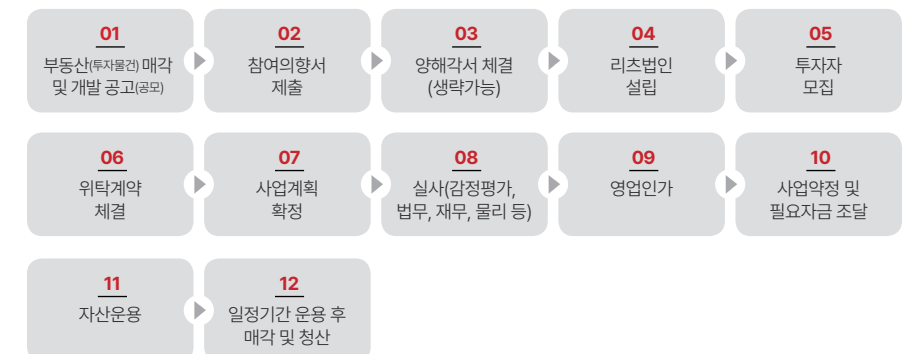 01
부동산(투자물건) 매각
및 개발 공고(공모)
02
참여의향서
제출
03
양해각서 체결
(생략가능)
04
리츠법인
설립
05
투자자
모집
06
위탁계약
체결
07
사업계획
확정
08
실사(감정평가,
법무, 재무, 물리 등)
09
영업인가
10
사업약정 및
필요자금 조달
11
자산운용
12
일정기간 운용 후
매각 및 청산